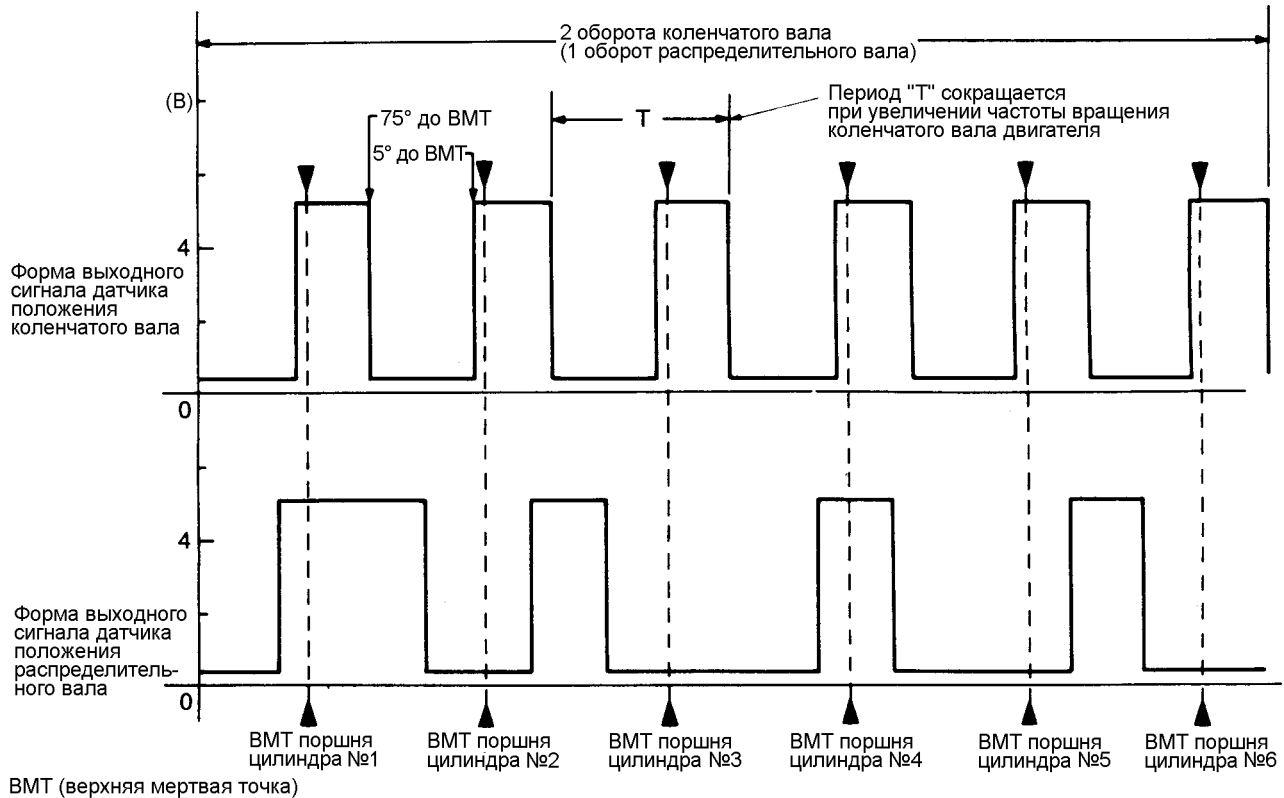 2 оборота коленчатого вала
(1 оборот распределительного вала)
(В)
75° до ВМТ
5° до ВМТ
Т
Период "Т" сокращается
при увеличении частоты вращения
коленчатого вала двигателя
4
Форма выходного
сигнала датчика
положения
коленчатого вала
0
4
Форма выходного
сигнала датчика
положения
распределитель-
ного вала
0
ВМТ поршня
цилиндра №1
ВМТ поршня
цилиндра №2
ВМТ поршня
цилиндра №3
ВМТ поршня
цилиндра №4
ВМТ поршня
цилиндра №5
ВМТ поршня
цилиндра №6
ВМТ (верхняя мертвая точка)